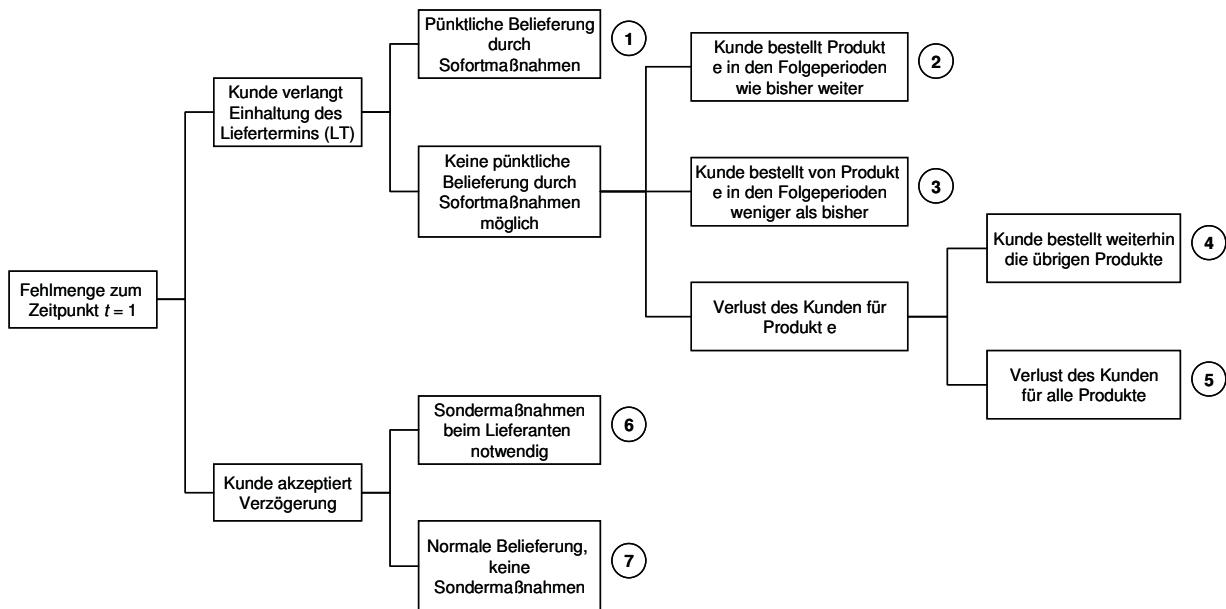 Fehlmenge zum
Zeitpunkt t = 1
Kunde verlangt
Einhaltung des
Liefertermins (LT)
Pünktliche Belieferung
durch
Sofortmaßnahmen
1
Keine pünktliche
Belieferung durch
Sofortmaßnahmen
möglich
Kunde bestellt Produkt
e in den Folgeperioden
wie bisher weiter
2
Kunde bestellt von Produkt
e in den Folgeperioden
weniger als bisher
3
Verlust des Kunden für
Produkt e
Kunde bestellt weiterhin
die übrigen Produkte
4
Verlust des Kunden
für alle Produkte
5
Kunde akzeptiert
Verzögerung
Sondermaßnahmen
beim Lieferanten
notwendig
6
Normale Belieferung,
keine
Sondermaßnahmen
7